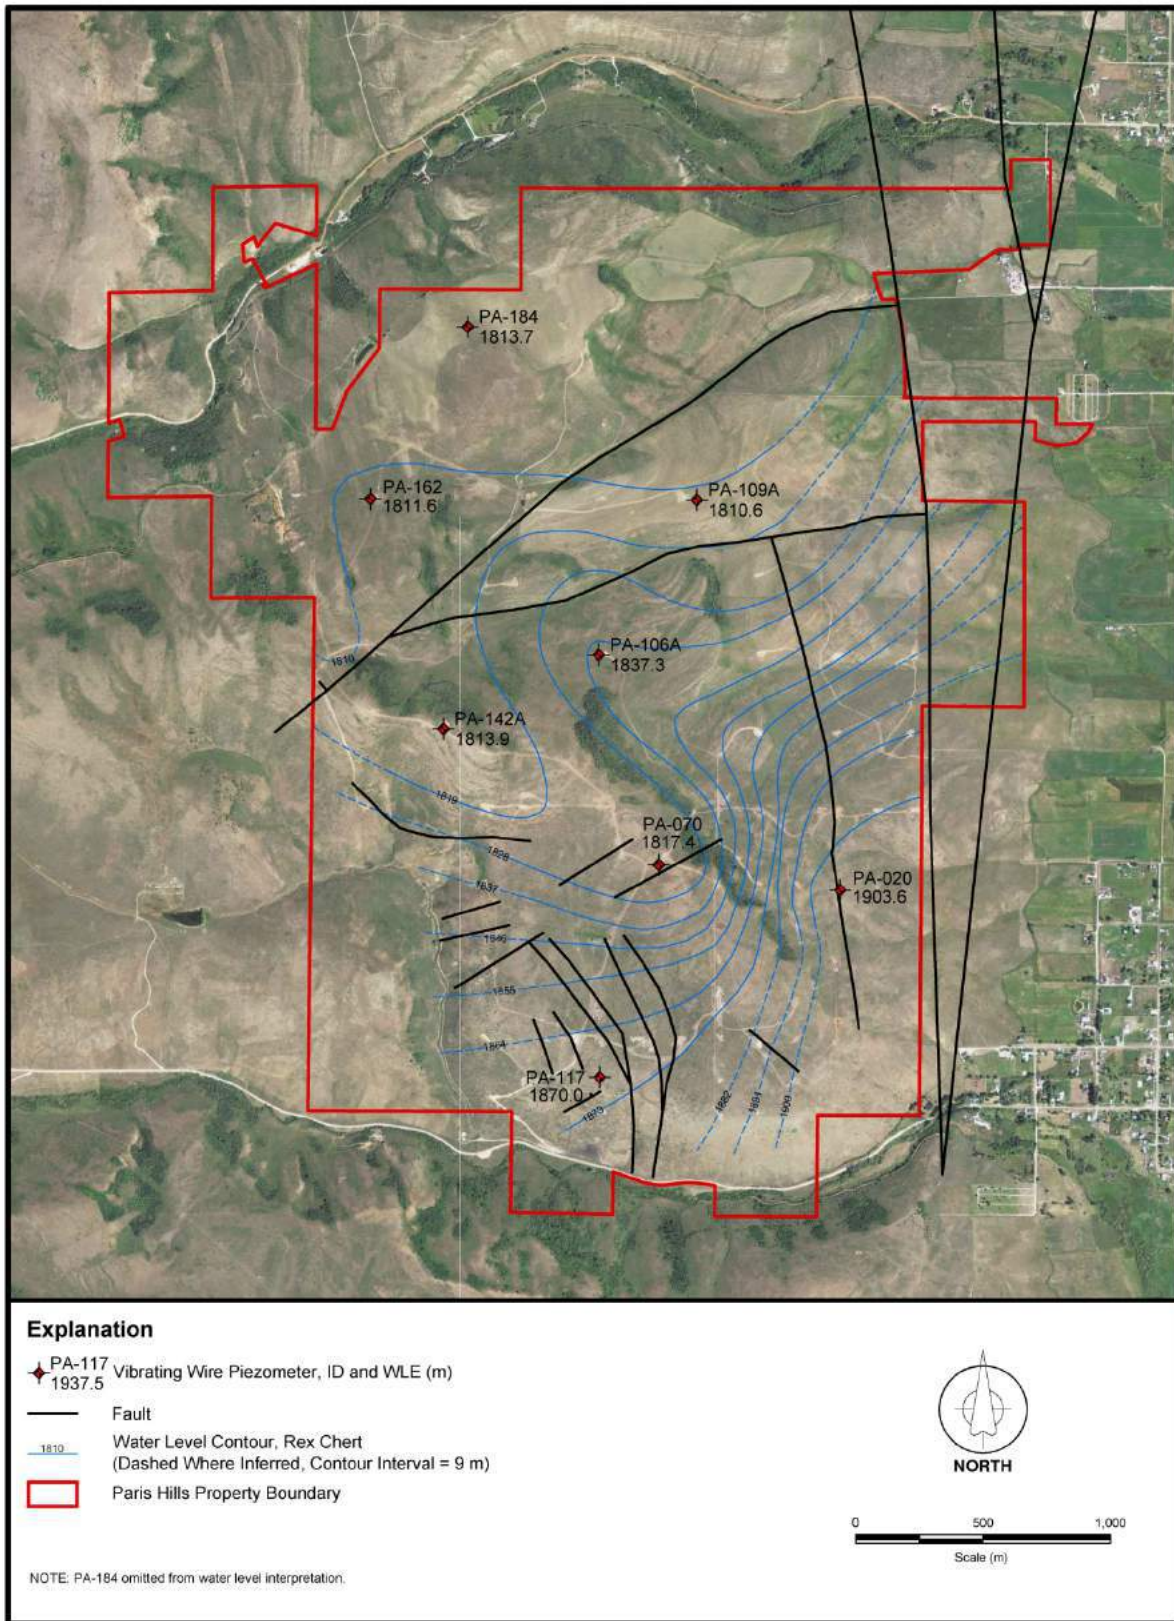 PA-184
1813.7
PA-162
1811.6
PA-109A
1810.6
PA-106A
1837.3
1810
PA-142A
1813.9
1819
PA-070
1817.4
1828
PA-020
1903.6
1837
1846
1855
1864
PA-117
1870.0
1873
1882
1891
1900
Explanation
PA-117
1937.5
Vibrating Wire Piezometer, ID and WLE (m)
Fault
1810
Water Level Contour, Rex Chert
(Dashed Where Inferred, Contour Interval = 9 m)
Paris Hills Property Boundary
NORTH
0 500 1,000
Scale (m)
NOTE: PA-184 omitted from water level interpretation.